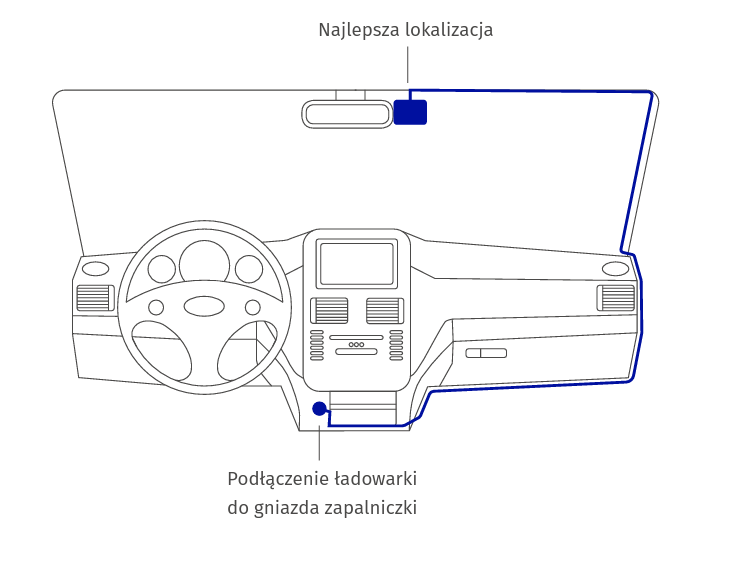 Najlepsza lokalizacja
Podłączenie ładowarki
do gniazda zapalniczki